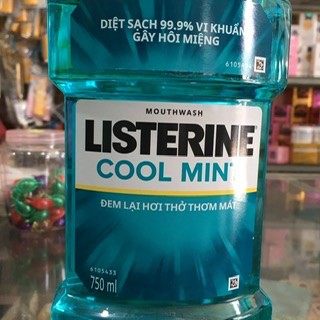 DIỆT SẠCH 99.9% VI KHUẨN
GÂY HÔI MIỆNG
MOUTHWASH
LISTERINE
COOL MINT
ĐEM LẠI HƠI THỞ THƠM MÁT
6105433
750 ml